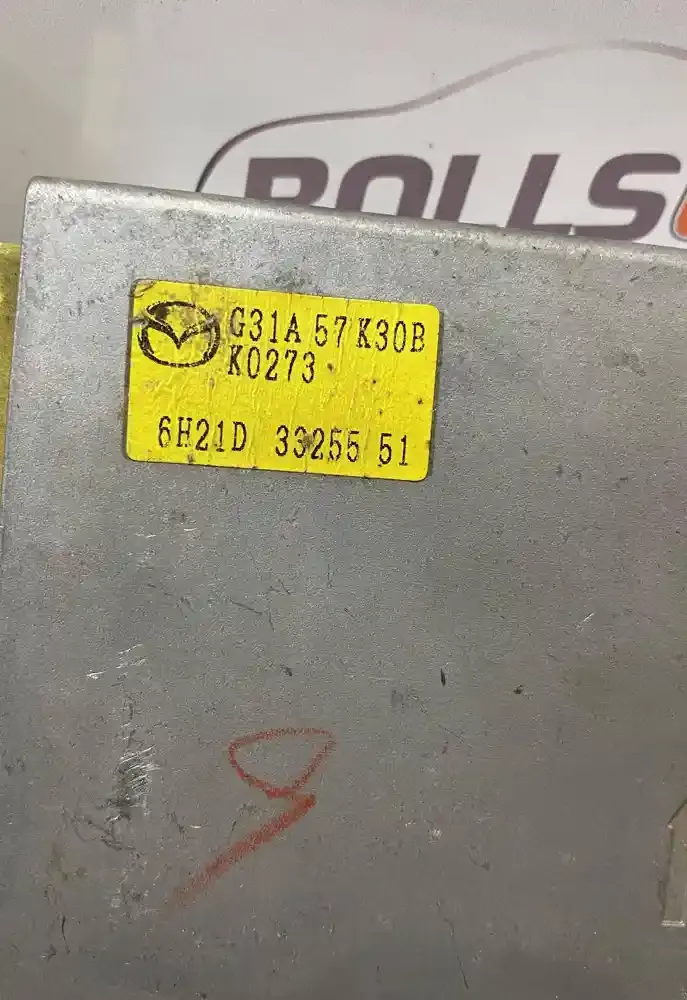 ROLLS
G31A 57 K30B
K0273
6H21D 33255 51
9